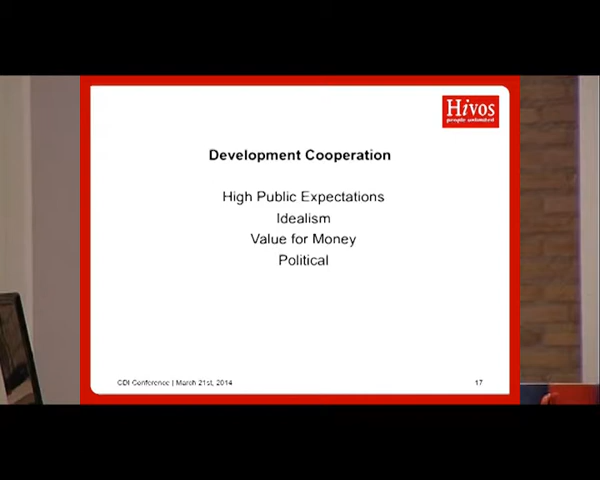 Hivos
people unlimited
Development Cooperation
High Public Expectations
Idealism
Value for Money
Political
CDI Conference | March 21st, 2014
17